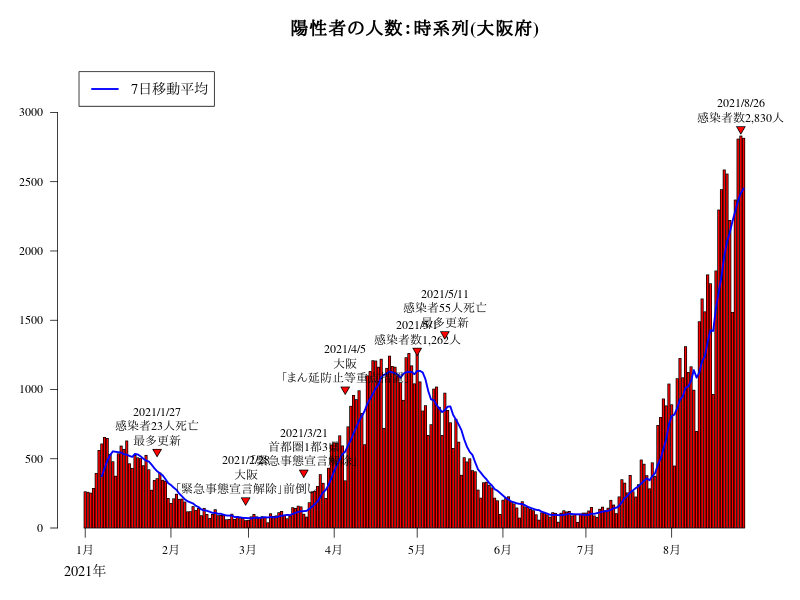 陽性者の人数:時系列(大阪府)
7日移動平均
3000
2500
2000
1500
1000
500
0
2021/1/27
感染者23人死亡
最多更新
2021/2/28
大阪
「緊急事態宣言解除」前倒し
2021/3/21
首都圏1都3県
「緊急事態宣言解除」
2021/4/5
大阪
「まん延防止等重点措置」
2021/5/1
感染者数1,262人
2021/5/11
感染者55人死亡
最多更新
2021/8/26
感染者数2,830人
1月
2月
3月
4月
5月
6月
7月
8月
2021年